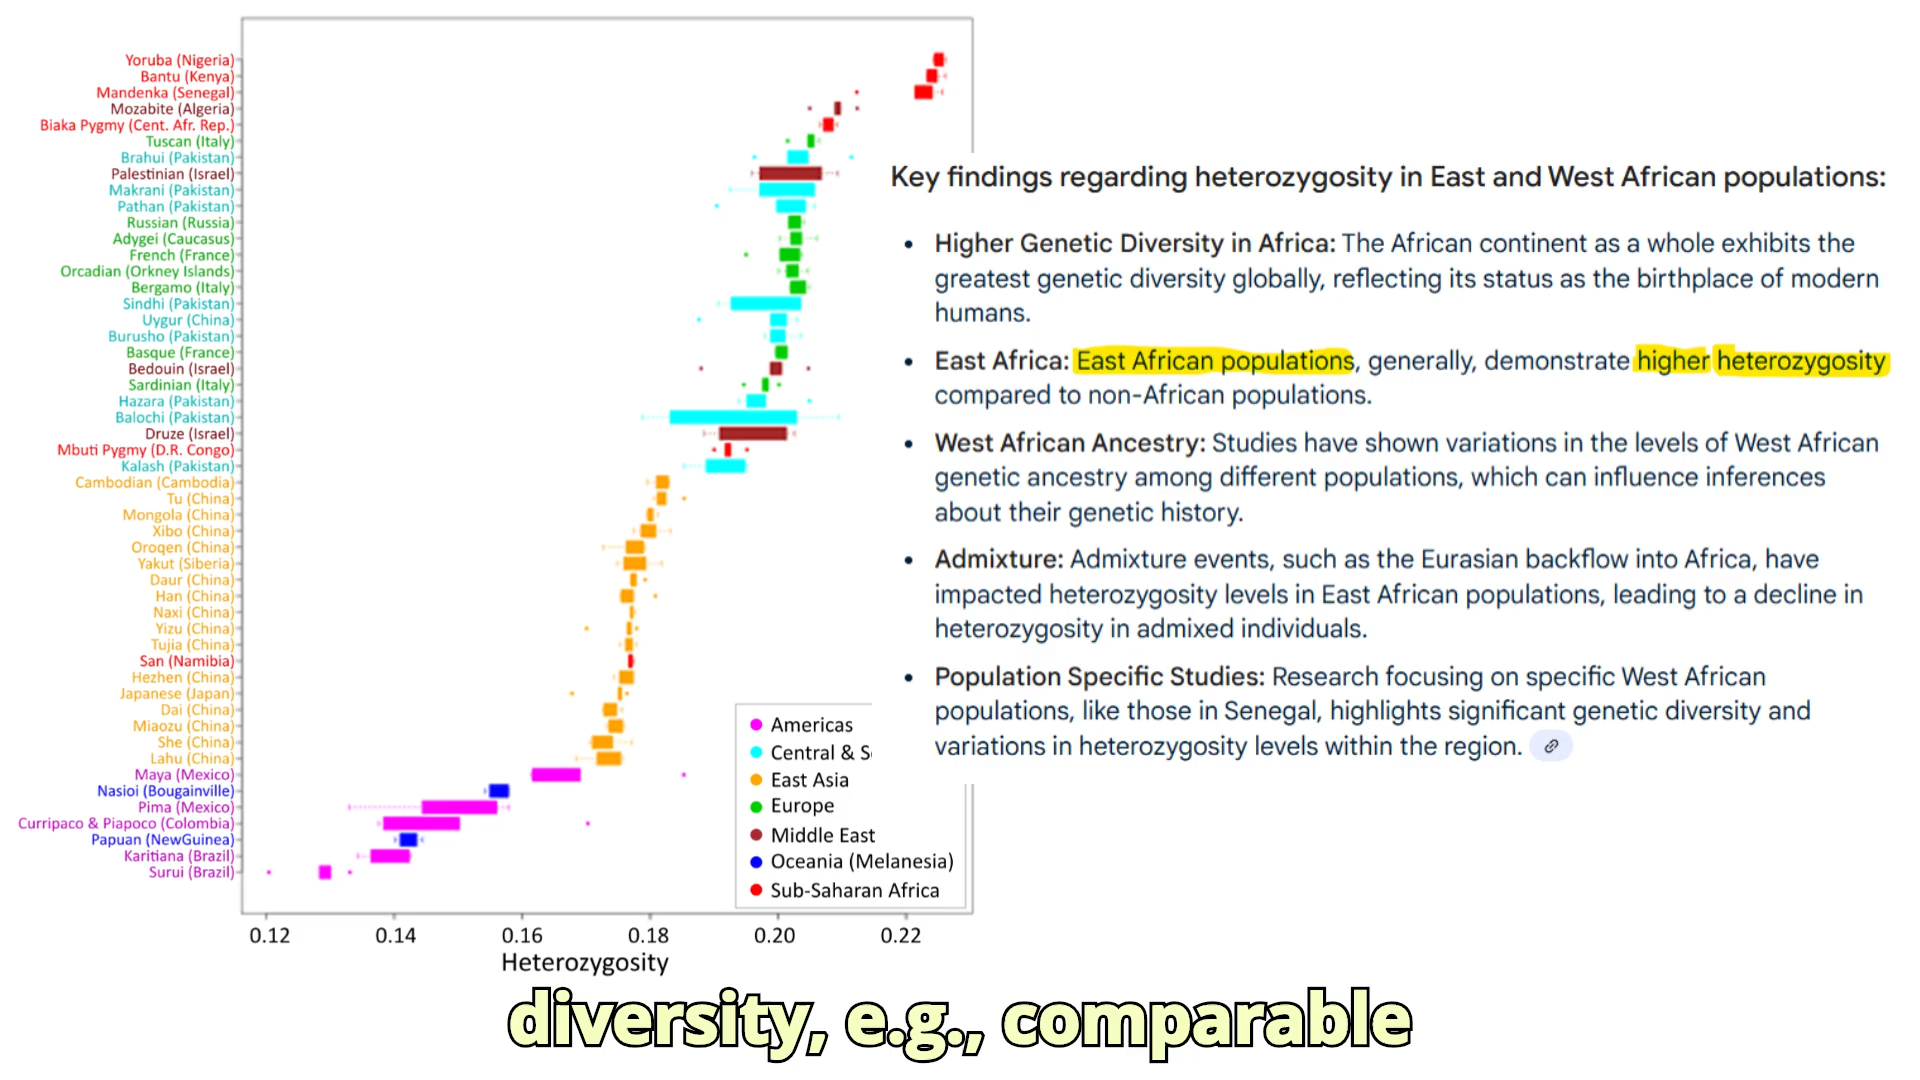 Yoruba (Nigeria)
Bantu (Kenya)
Mandenka (Senegal)
Mozabite (Algeria)
Biaka Pygmy (Cent. Afr. Rep.)
Tuscan (Italy)
Brahui (Pakistan)
Palestinian (Israel)
Makrani (Pakistan)
Pathan (Pakistan)
Russian (Russia)
Adygei (Caucasus)
French (France)
Orcadian (Orkney Islands)
Bergamo (Italy)
Sindhi (Pakistan)
Uygur (China)
Burusho (Pakistan)
Basque (France)
Bedouin (Israel)
Sardinian (Italy)
Hazara (Pakistan)
Balochi (Pakistan)
Druze (Israel)
Mbuti Pygmy (D.R. Congo)
Kalash (Pakistan)
Cambodian (Cambodia)
Tu (China)
Mongola (China)
Xibo (China)
Oroqen (China)
Yakut (Siberia)
Daur (China)
Han (China)
Naxi (China)
Yizu (China)
Tujia (China)
San (Namibia)
Hezhen (China)
Japanese (Japan)
Dai (China)
Miaozu (China)
She (China)
Lahu (China)
Maya (Mexico)
Nasioi (Bougainville)
Pima (Mexico)
Curripaco & Piapoco (Colombia)
Papuan (NewGuinea)
Karitiana (Brazil)
Surui (Brazil)
0.12 0.14 0.16 0.18 0.20 0.22
Heterozygosity
Americas
Central & S
East Asia
Europe
Middle East
Oceania (Melanesia)
Sub-Saharan Africa
Key findings regarding heterozygosity in East and West African populations:
• Higher Genetic Diversity in Africa: The African continent as a whole exhibits the
greatest genetic diversity globally, reflecting its status as the birthplace of modern
humans.
• East Africa: East African populations, generally, demonstrate higher heterozygosity
compared to non-African populations.
• West African Ancestry: Studies have shown variations in the levels of West African
genetic ancestry among different populations, which can influence inferences
about their genetic history.
• Admixture: Admixture events, such as the Eurasian backflow into Africa, have
impacted heterozygosity levels in East African populations, leading to a decline in
heterozygosity in admixed individuals.
• Population Specific Studies: Research focusing on specific West African
populations, like those in Senegal, highlights significant genetic diversity and
variations in heterozygosity levels within the region.
diversity, e.g., comparable